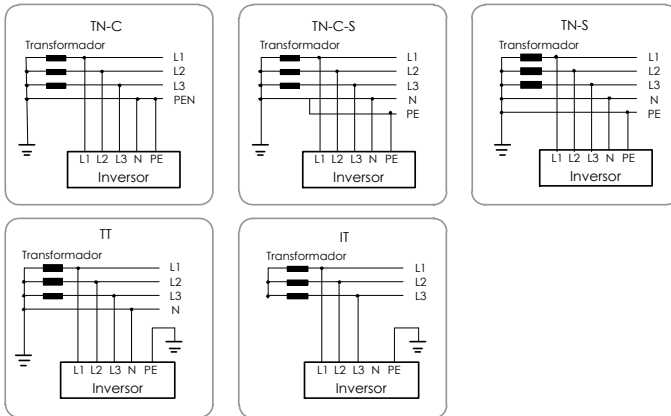 TN-C
Transformador
L1
L2
L3
PEN
L1 L2 L3 N PE
Inversor
TN-C-S
Transformador
L1
L2
L3
N
PE
L1 L2 L3 N PE
Inversor
TN-S
Transformador
L1
L2
L3
N
PE
L1 L2 L3 N PE
Inversor
TT
Transformador
L1
L2
L3
N
L1 L2 L3 N PE
Inversor
IT
Transformador
L1
L2
L3
L1 L2 L3 N PE
Inversor